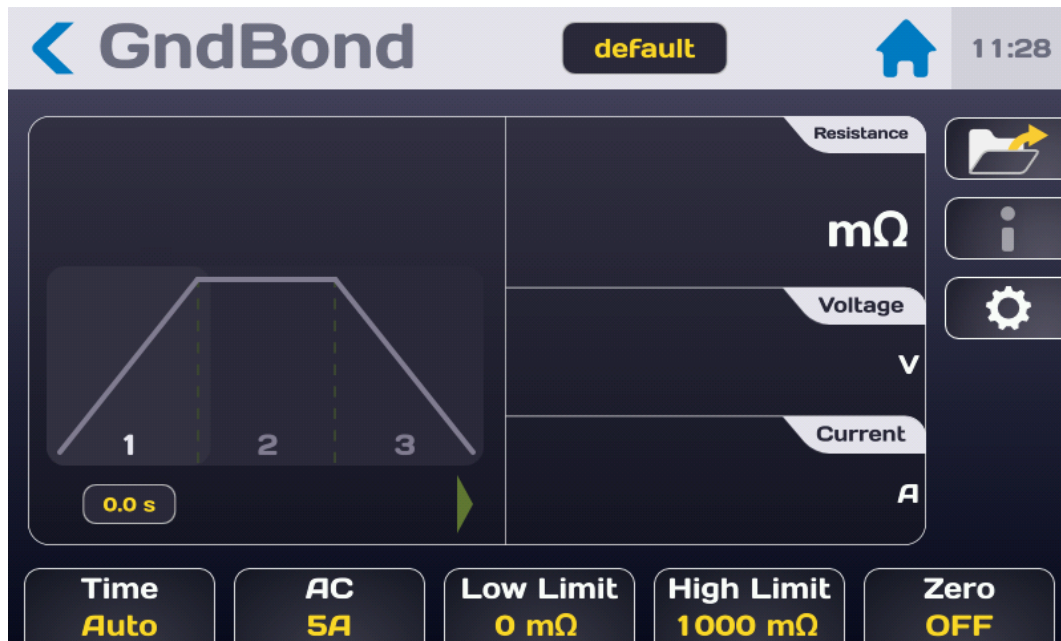 GndBond
default
11:28
Resistance
mΩ
Voltage
V
Current
A
1 2 3
0.0 s
Time
Auto
AC
5A
Low Limit
0 mΩ
High Limit
1000 mΩ
Zero
OFF